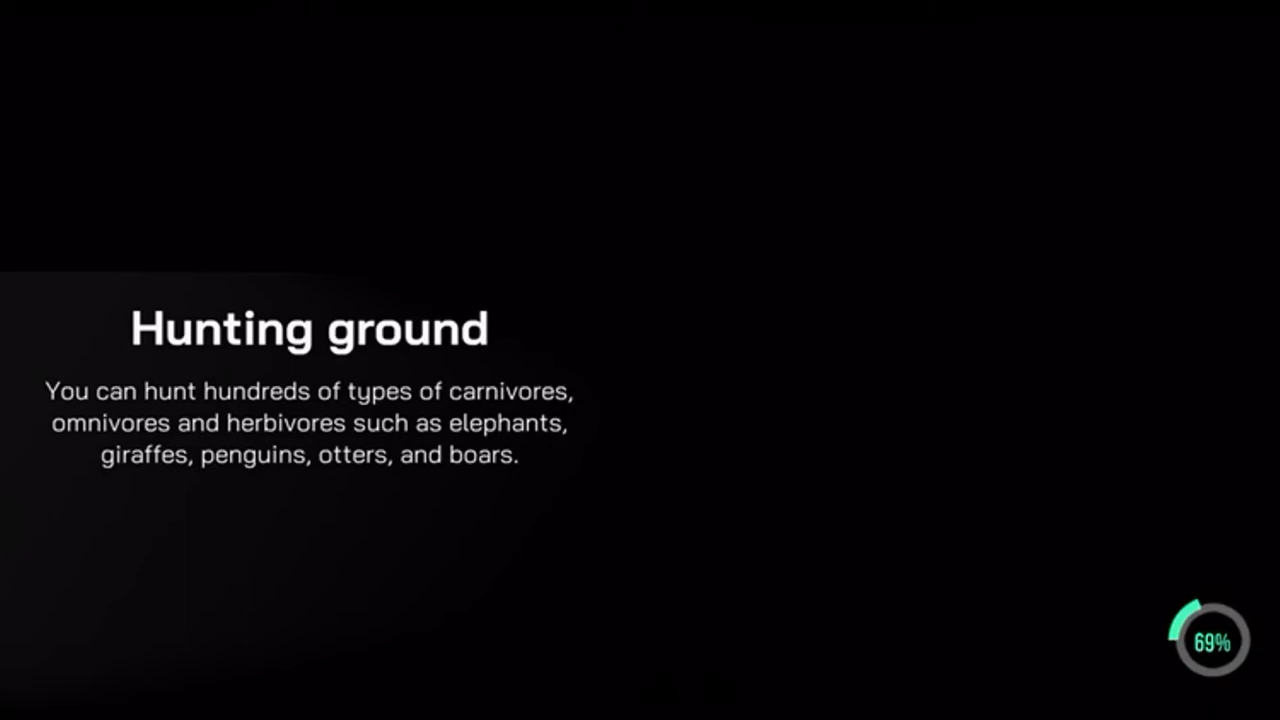 Hunting ground
You can hunt hundreds of types of carnivores,
omnivores and herbivores such as elephants,
giraffes, penguins, otters, and boars.
69%